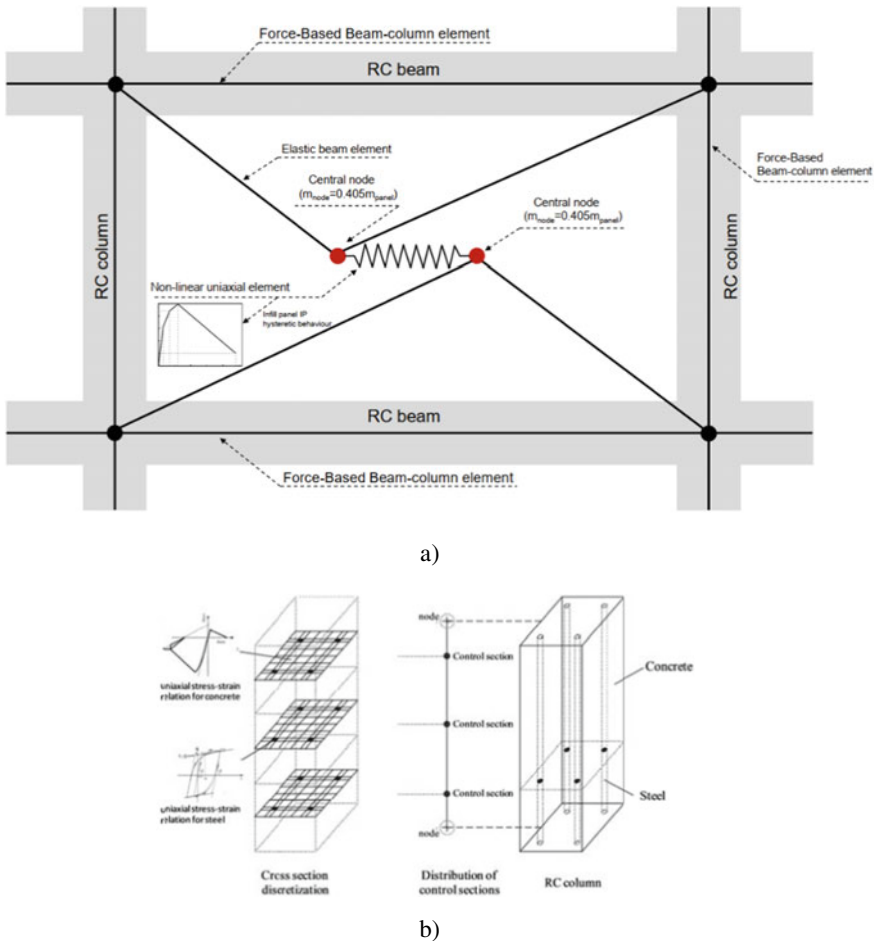 Force-Based Beam-column element
RC beam
Elastic beam element
Central node
(mnode=0.405mpanel)
Force-Based
Beam-column element
Central node
(mnode=0.405mpanel)
RC column
RC column
Non-linear uniaxial element
Infill panel IP
hysteretic behaviour
RC beam
Force-Based Beam-column element
a)
uniaxial stress-strain
relation for concrete
uniaxial stress-strain
relation for steel
Cross section
discretization
node
Control section
Control section
Control section
node
Distribution of
control sections
Concrete
Steel
RC column
b)